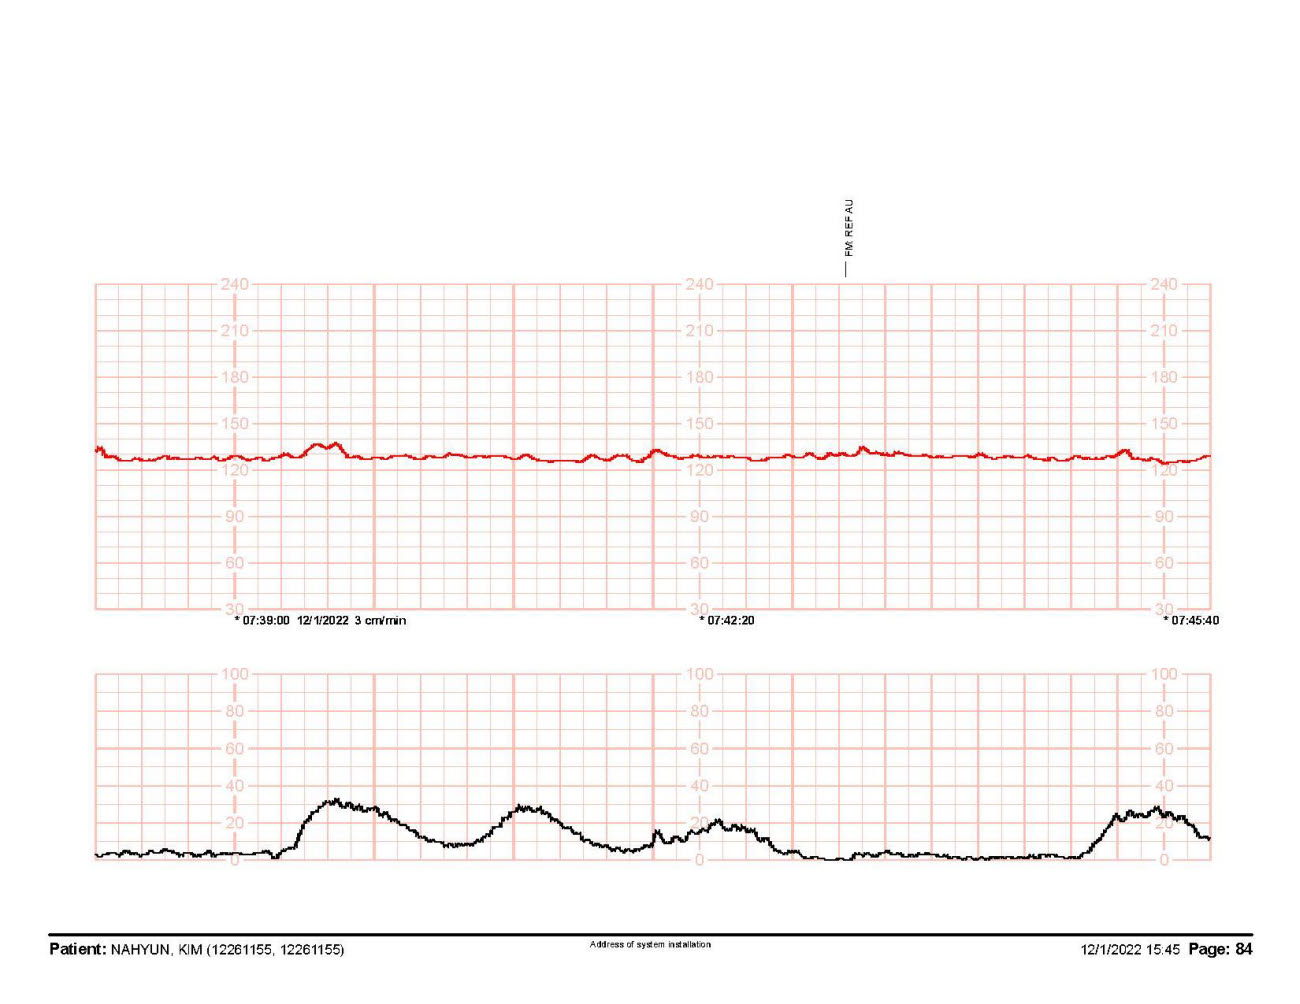 FM: REF AU
240 240 240
210 210 210
180 180 180
150 150 150
120 120 120
90 90 90
60 60 60
30 30 30
* 07:39:00 12/1/2022 3 cm/min * 07:42:20 * 07:45:40
100 100 100
80 80 80
60 60 60
40 40 40
20 20 20
0 0 0
Patient: NAHYUN, KIM (12261155, 12261155) Address of system installation 12/1/2022 15:45 Page: 84